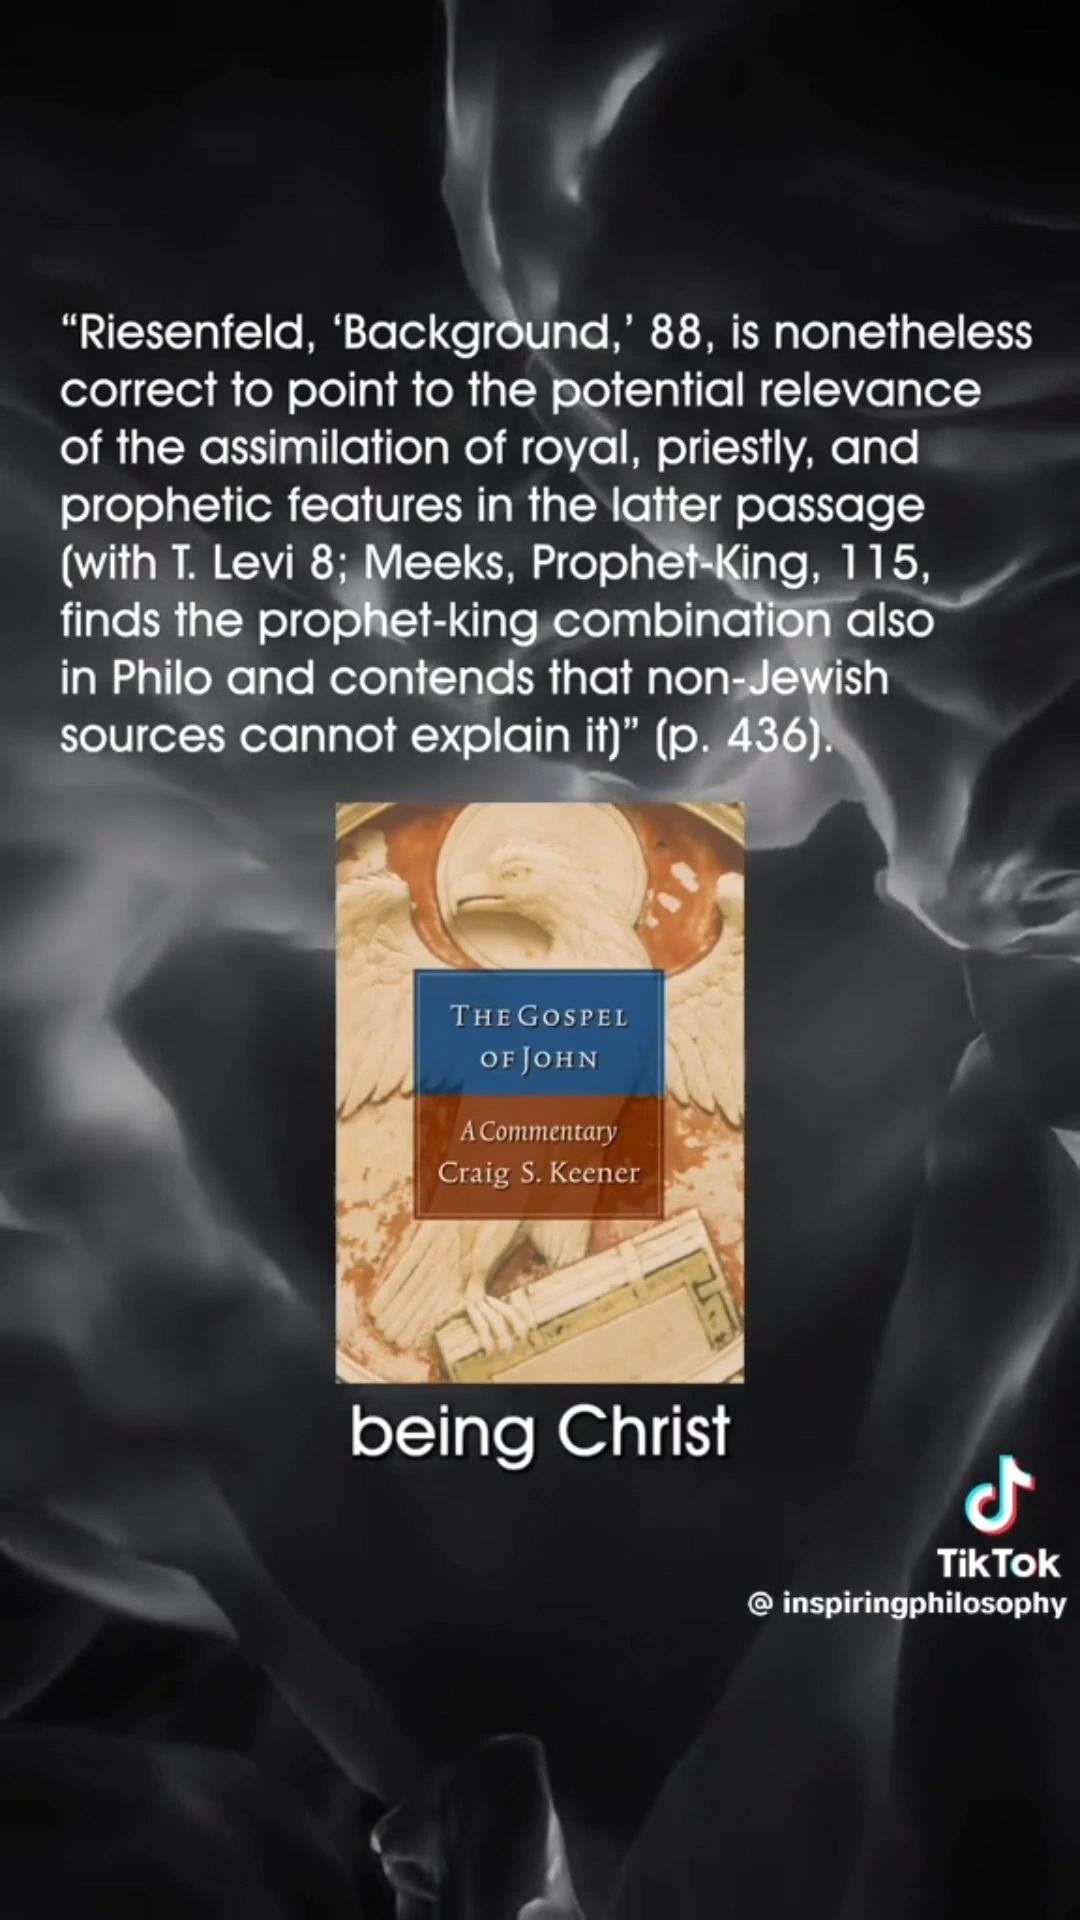 “Riesenfeld, ‘Background,’ 88, is nonetheless
correct to point to the potential relevance
of the assimilation of royal, priestly, and
prophetic features in the latter passage
(with T. Levi 8; Meeks, Prophet-King, 115,
finds the prophet-king combination also
in Philo and contends that non-Jewish
sources cannot explain it)” (p. 436).
THE GOSPEL
OF JOHN
A Commentary
Craig S. Keener
being Christ
TikTok
@ inspiringphilosophy